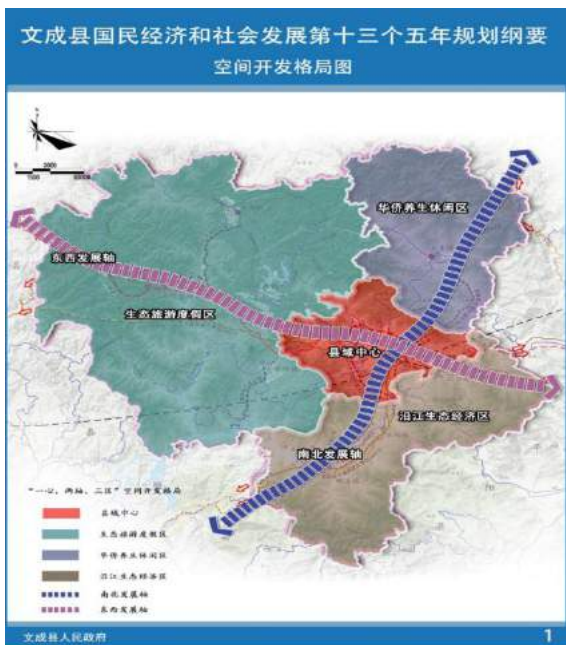 文成县国民经济和社会发展第十三个五年规划纲要
空间开发格局图
华侨养生休闲区
东西发展轴
生态旅游度假区
县域中心
沿江生态经济区
南北发展轴
“一心、两轴、三区”空间开发格局
县域中心
生态旅游度假区
华侨养生休闲区
沿江生态经济区
南北发展轴
东西发展轴
文成县人民政府
1